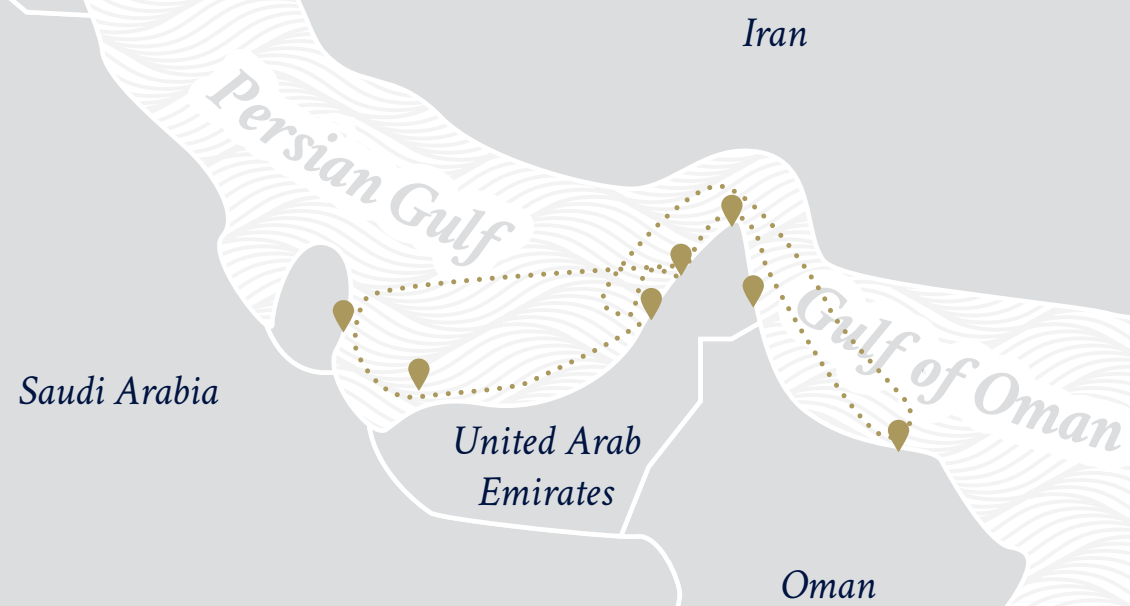 Iran
Persian Gulf
Gulf of Oman
Saudi Arabia
United Arab
Emirates
Oman